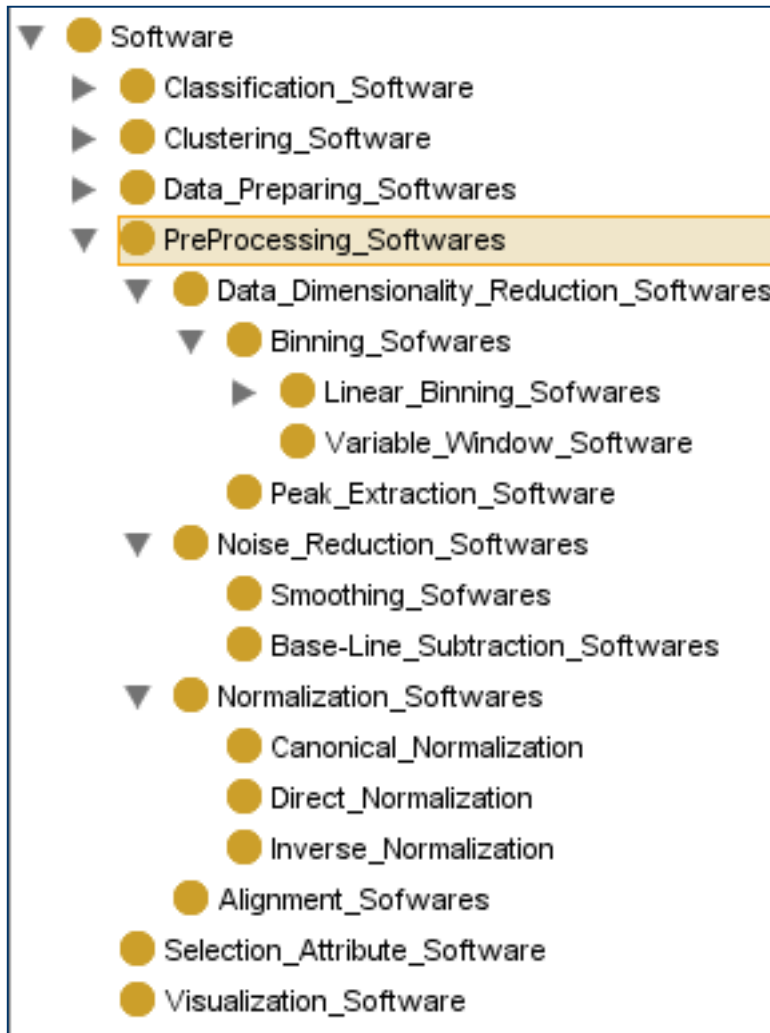 Software
Classification_Software
Clustering_Software
Data_Preparing_Softwares
PreProcessing_Softwares
Data_Dimensionality_Reduction_Softwares
Binning_Sofwares
Linear_Binning_Sofwares
Variable_Window_Software
Peak_Extraction_Software
Noise_Reduction_Softwares
Smoothing_Sofwares
Base-Line_Subtraction_Softwares
Normalization_Softwares
Canonical_Normalization
Direct_Normalization
Inverse_Normalization
Alignment_Sofwares
Selection_Attribute_Software
Visualization_Software